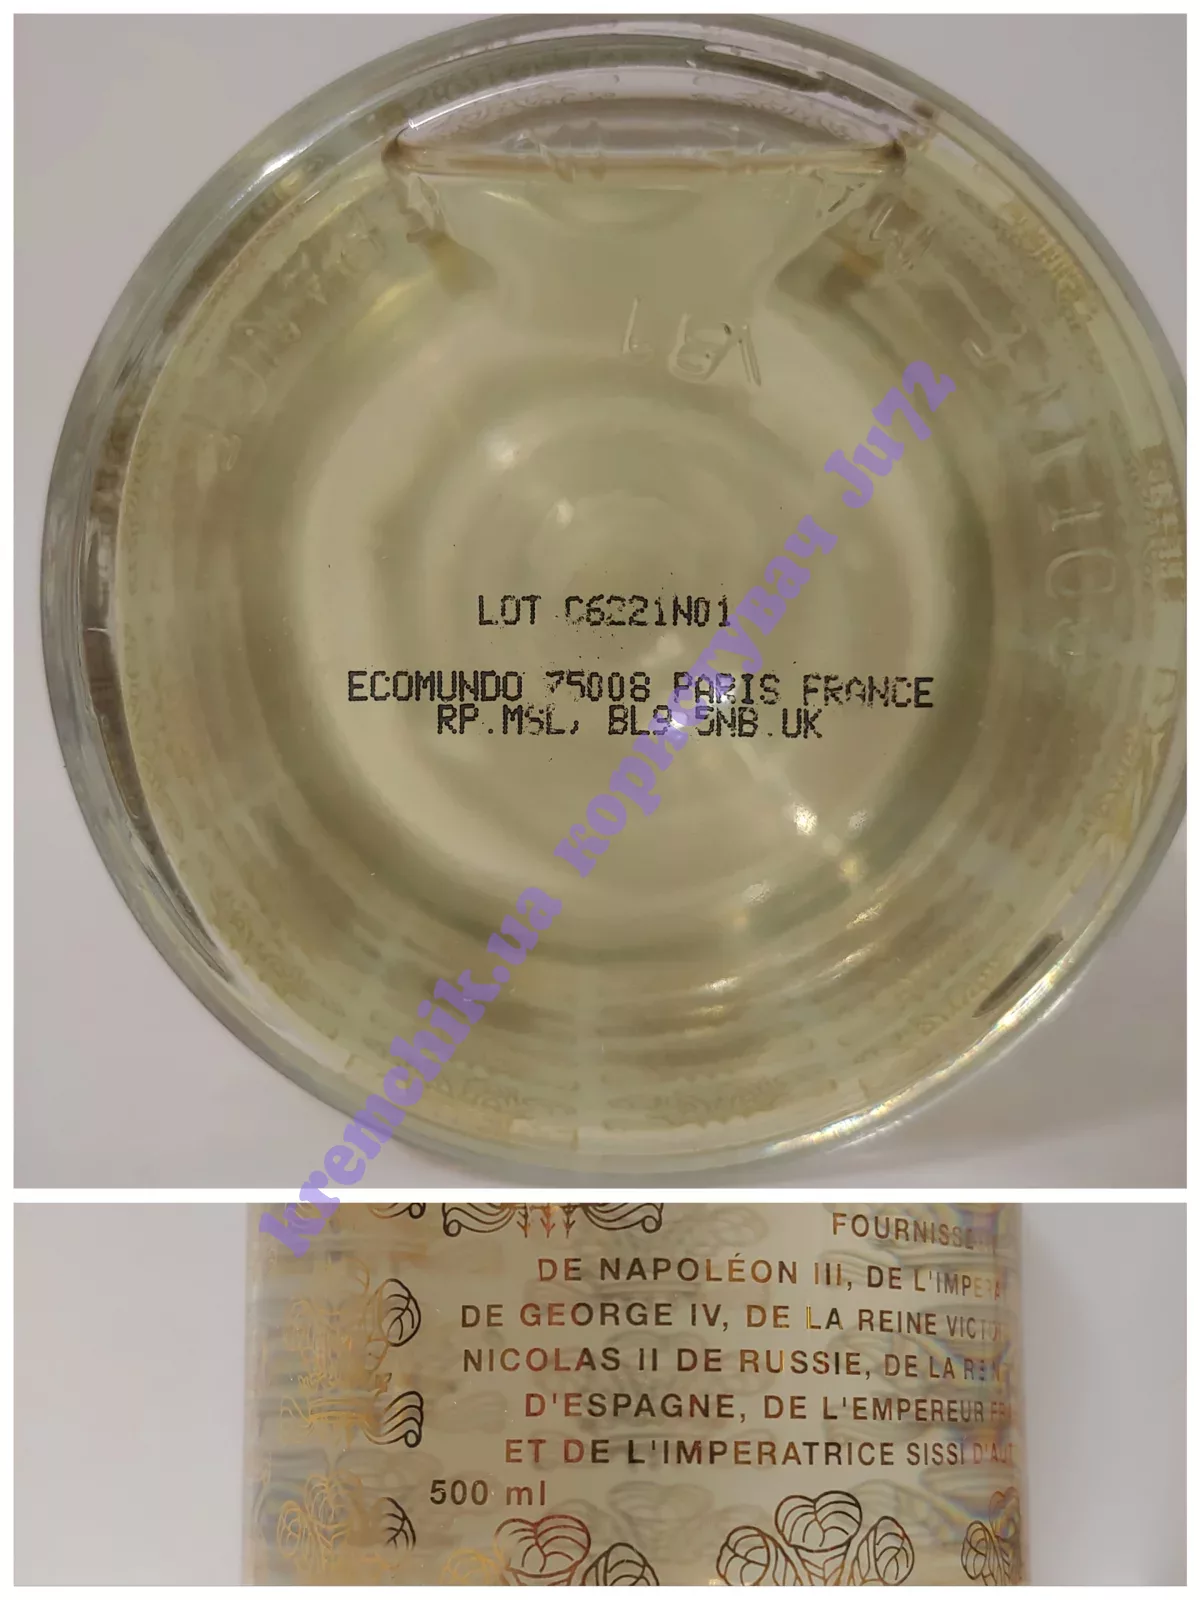 LOT C6221N01
ECOMUNDO 75008 PARIS FRANCE
RP.MSL, BL9 5NB.UK
kremchik.ua користувач Ju72
DE NAPOLÉON III, DE L'IMPERA
DE GEORGE IV, DE LA REINE VICTO
NICOLAS II DE RUSSIE, DE LA
D'ESPAGNE, DE L'EMPEREUR
ET DE L'IMPERATRICE SISSI D'AUT
500 ml